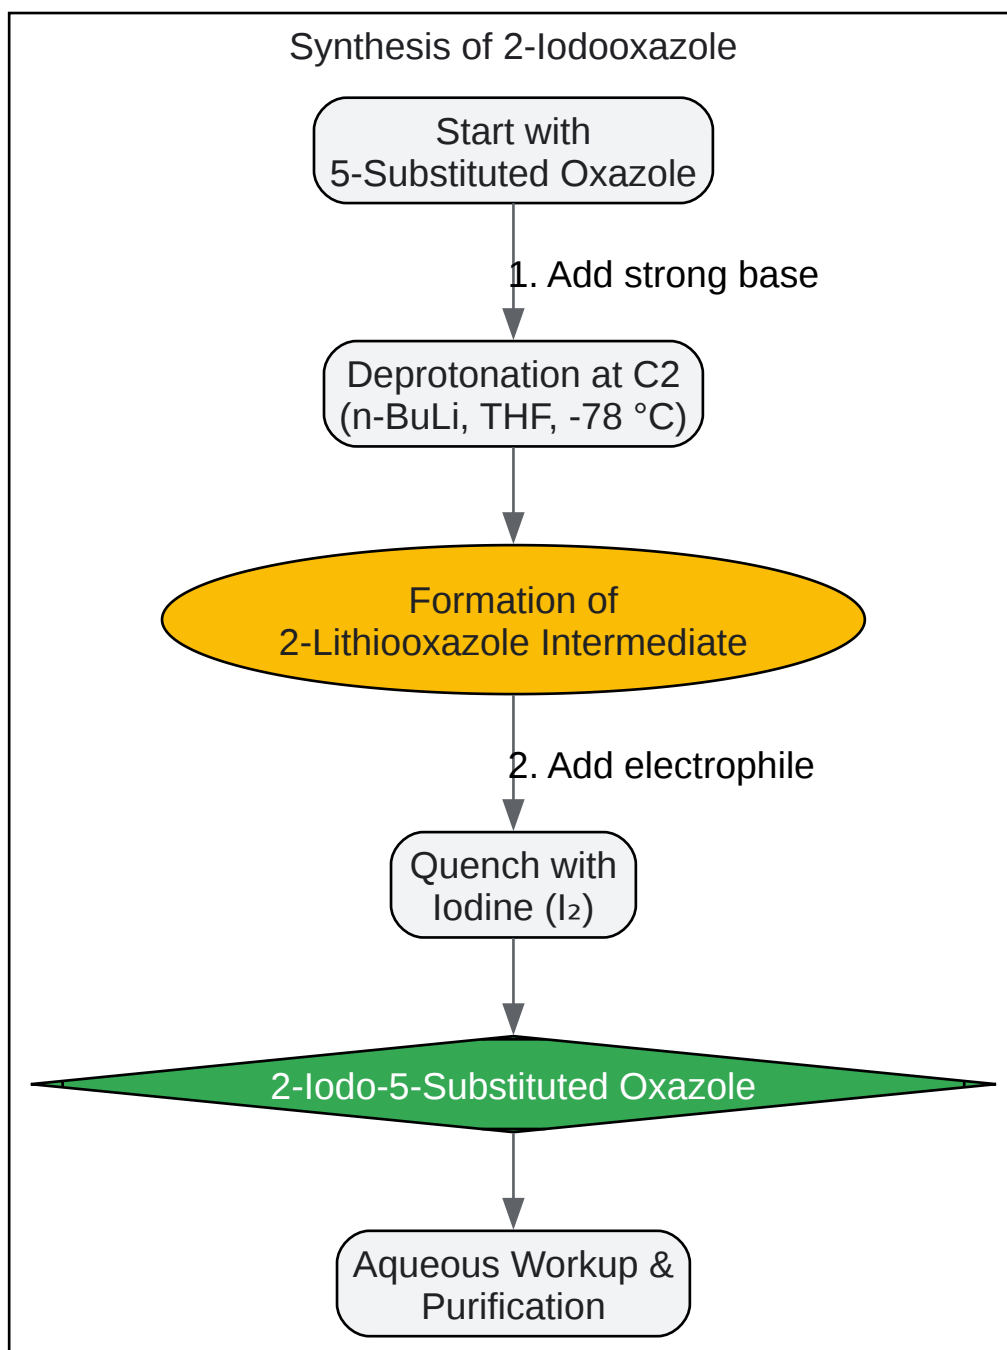 Synthesis of 2-Iodooxazole
Start with
5-Substituted Oxazole
1. Add strong base
Deprotonation at C2
(n-BuLi, THF, -78 °C)
Formation of
2-Lithiooxazole Intermediate
2. Add electrophile
Quench with
Iodine (I₂)
2-Iodo-5-Substituted Oxazole
Aqueous Workup &
Purification